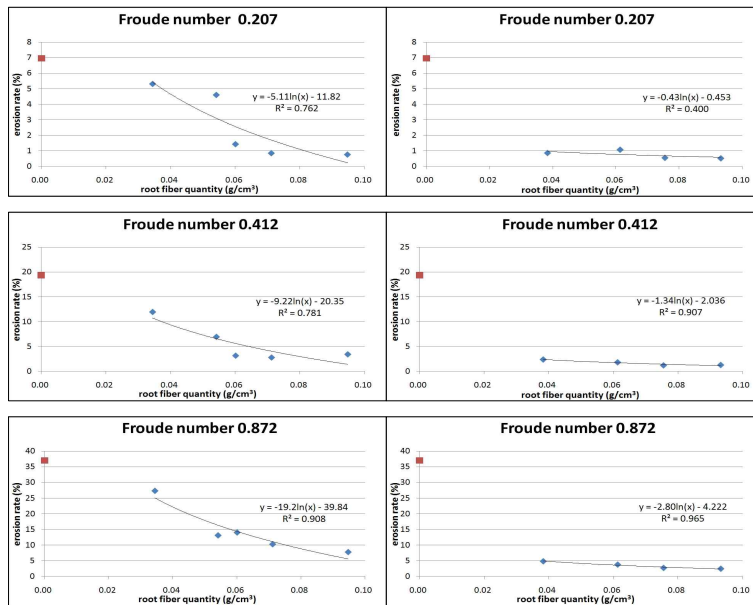 Froude number 0.207
erosion rate (%)
8
7
6
5
4
3
2
1
0
y = -5.11ln(x) - 11.82
R² = 0.762
0.00 0.02 0.04 0.06 0.08 0.10
root fiber quantity (g/cm³)
Froude number 0.207
erosion rate (%)
8
7
6
5
4
3
2
1
0
y = -0.43ln(x) - 0.453
R² = 0.400
0.00 0.02 0.04 0.06 0.08 0.10
root fiber quantity (g/cm³)
Froude number 0.412
erosion rate (%)
25
20
15
10
5
0
y = -9.22ln(x) - 20.35
R² = 0.781
0.00 0.02 0.04 0.06 0.08 0.10
root fiber quantity (g/cm³)
Froude number 0.412
erosion rate (%)
25
20
15
10
5
0
y = -1.34ln(x) - 2.036
R² = 0.907
0.00 0.02 0.04 0.06 0.08 0.10
root fiber quantity (g/cm³)
Froude number 0.872
erosion rate (%)
40
35
30
25
20
15
10
5
0
y = -19.2ln(x) - 39.84
R² = 0.908
0.00 0.02 0.04 0.06 0.08 0.10
root fiber quantity (g/cm³)
Froude number 0.872
erosion rate (%)
40
35
30
25
20
15
10
5
0
y = -2.80ln(x) - 4.222
R² = 0.965
0.00 0.02 0.04 0.06 0.08 0.10
root fiber quantity (g/cm³)